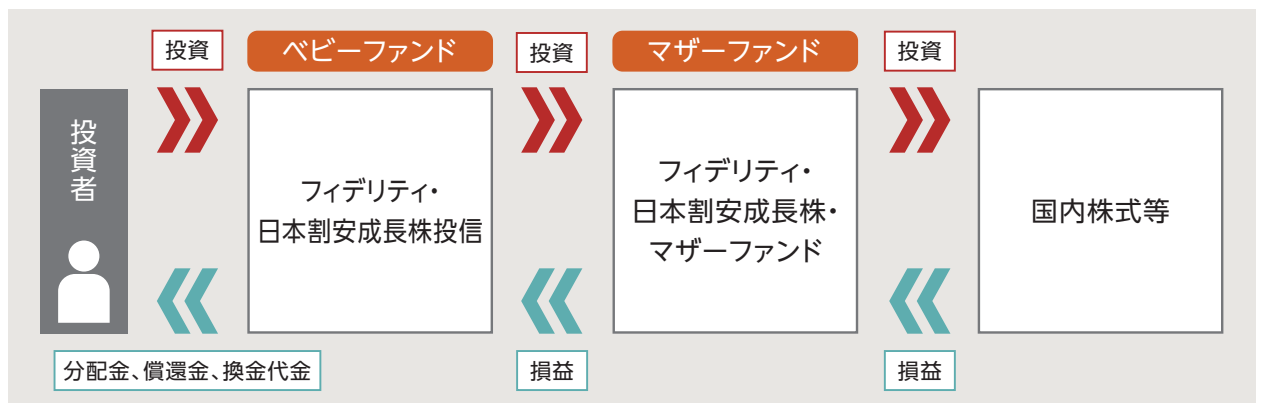 投資
ベビーファンド
投資
マザーファンド
投資
投資者
フィデリティ・
日本割安成長株投信
フィデリティ・
日本割安成長株・
マザーファンド
国内株式等
分配金、償還金、換金代金
損益
損益